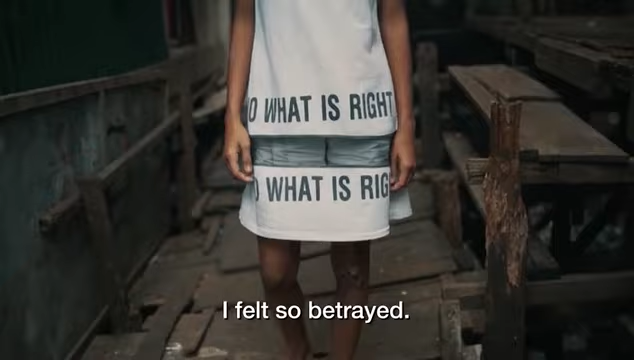 O WHAT IS RIGHT
WHAT IS RIG
I felt so betrayed.